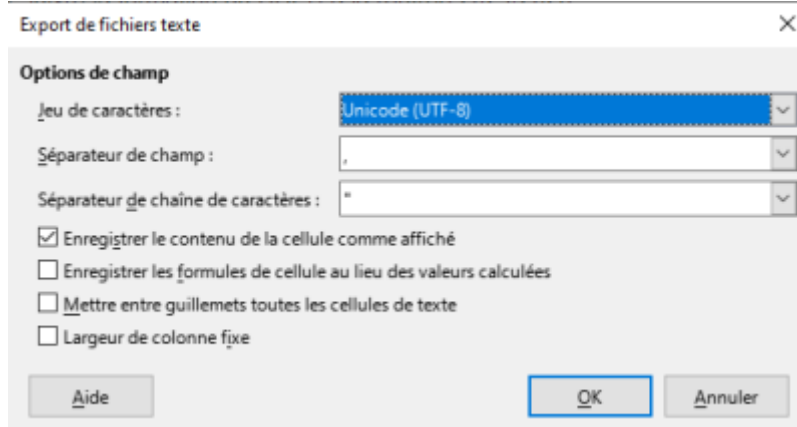 Export de fichiers texte
Options de champ
Jeu de caractères : Unicode (UTF-8)
Séparateur de champ : ,
Séparateur de chaîne de caractères : "
Enregistrer le contenu de la cellule comme affiché
Enregistrer les formules de cellule au lieu des valeurs calculées
Mettre entre guillemets toutes les cellules de texte
Largeur de colonne fixe
Aide OK Annuler